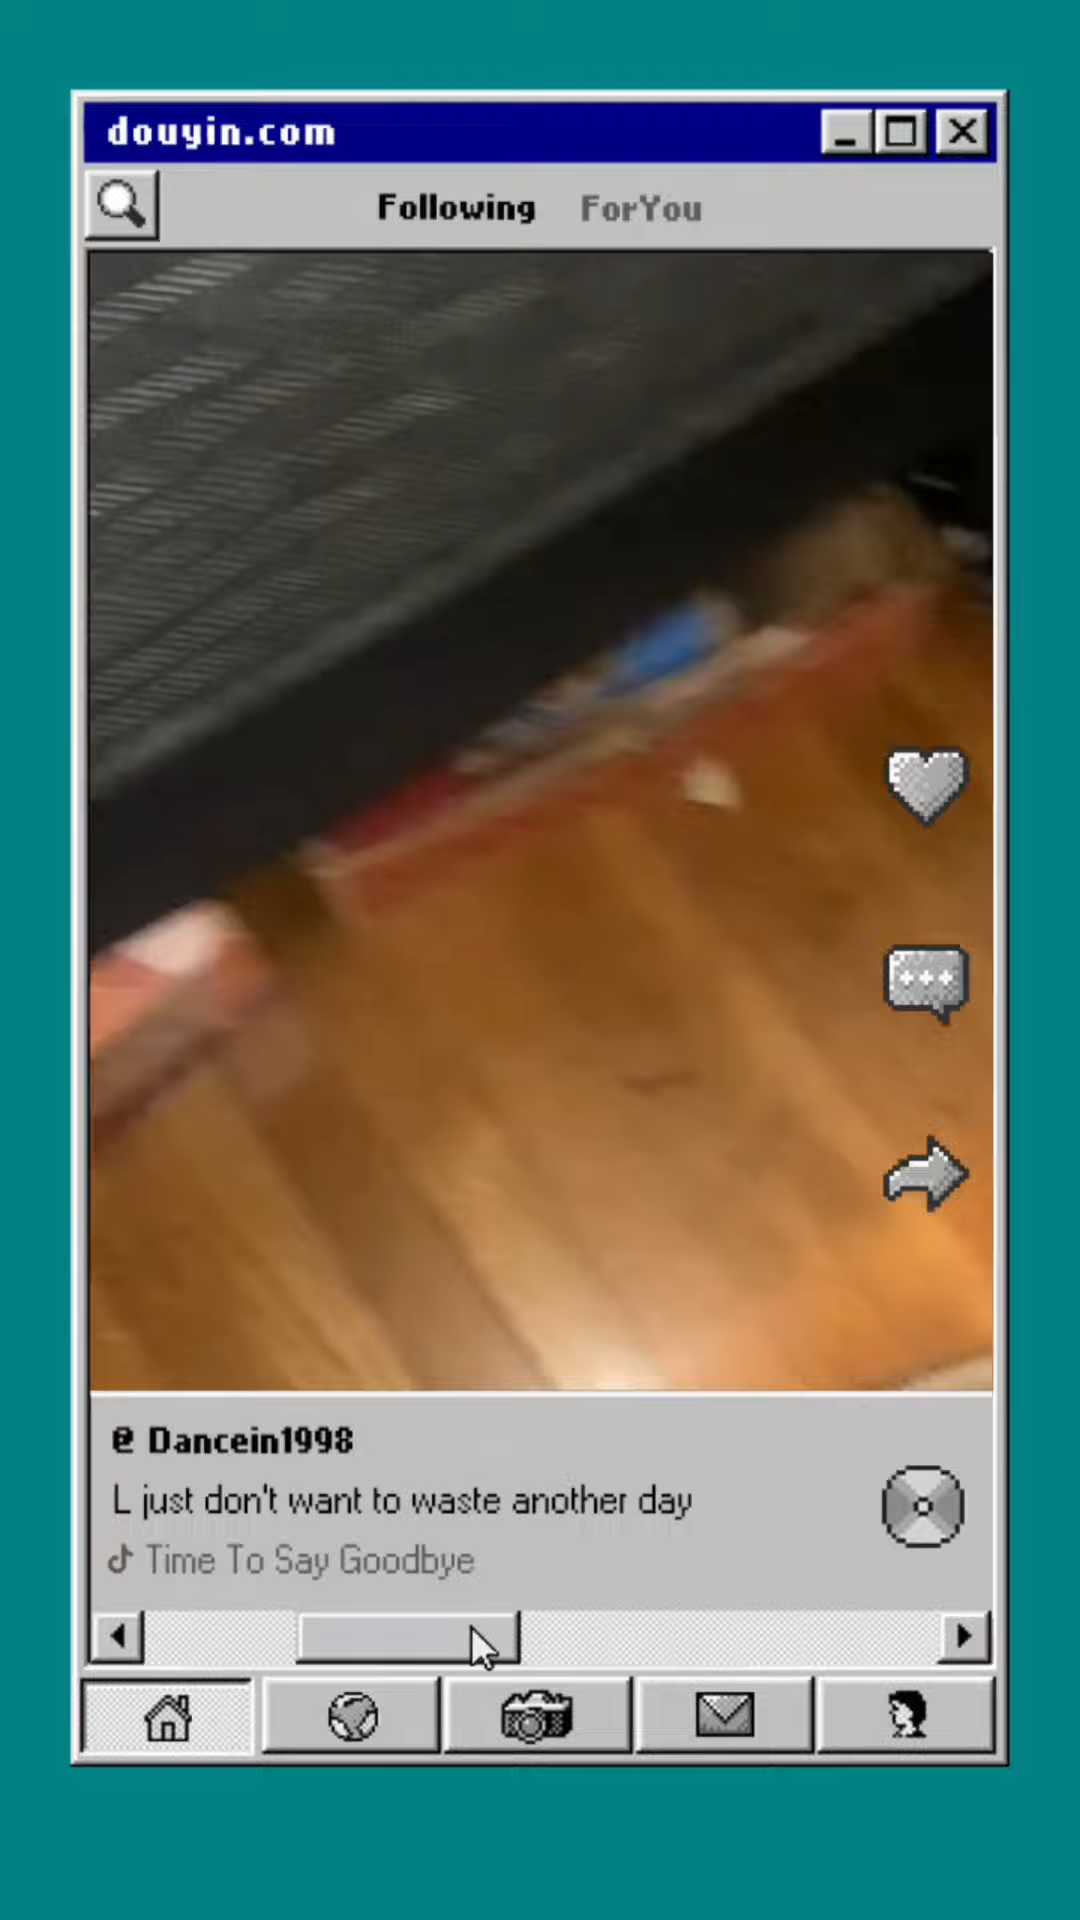 douyin.com
Following ForYou
@ Dancein1998
L just don't want to waste another day
Time To Say Goodbye